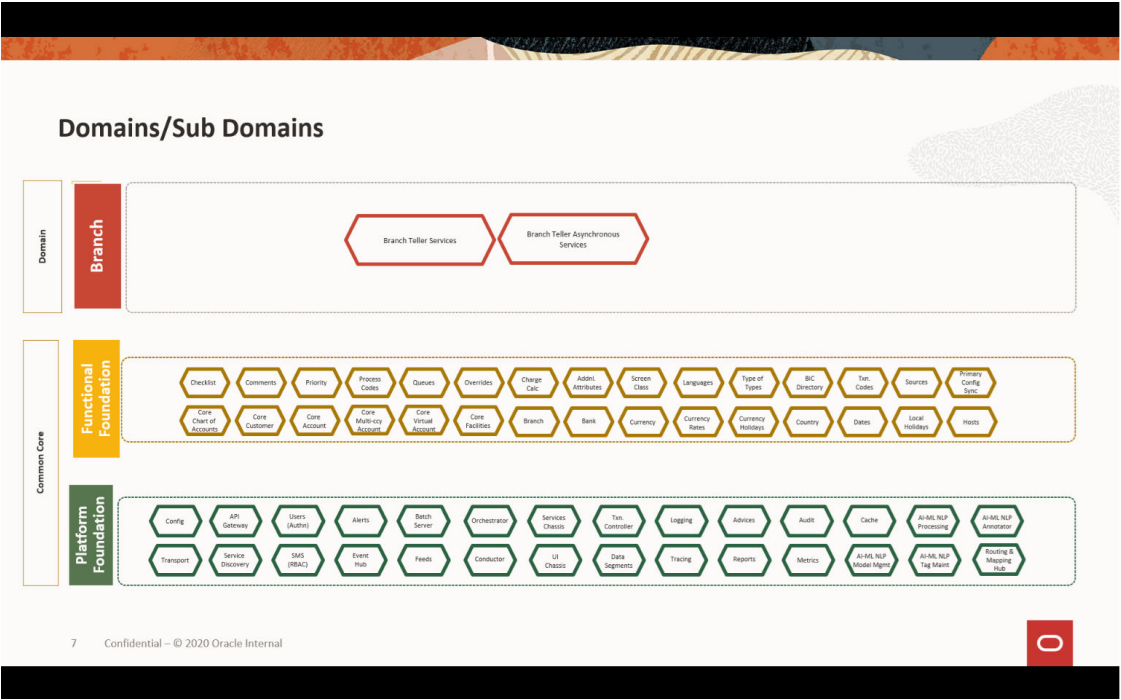 Domains/Sub Domains
Domain
Branch
Branch Teller Services
Branch Teller Asynchronous
Services
Common Core
Functional
Foundation
Checklist
Comments
Priority
Process
Codes
Queues
Overrides
Charge
Calc
Addnl.
Attributes
Screen
Class
Languages
Type of
Types
BIC
Directory
Txn.
Codes
Sources
Primary
Config
Sync
Core
Chart of
Accounts
Core
Customer
Core
Account
Core
Multi-ccy
Account
Core
Virtual
Account
Core
Facilities
Branch
Bank
Currency
Currency
Rates
Currency
Holidays
Country
Dates
Local
Holidays
Hosts
Platform
Foundation
Config
API
Gateway
Users
(Authn)
Alerts
Batch
Server
Orchestrator
Services
Chassis
Txn.
Controller
Logging
Advices
Audit
Cache
AI-ML NLP
Processing
AI-ML NLP
Annotator
Transport
Service
Discovery
SMS
(RBAC)
Event
Hub
Feeds
Conductor
UI
Chassis
Data
Segments
Tracing
Reports
Metrics
AI-ML NLP
Model Mgmt
AI-ML NLP
Tag Maint
Routing &
Mapping
Hub
7 Confidential – © 2020 Oracle Internal